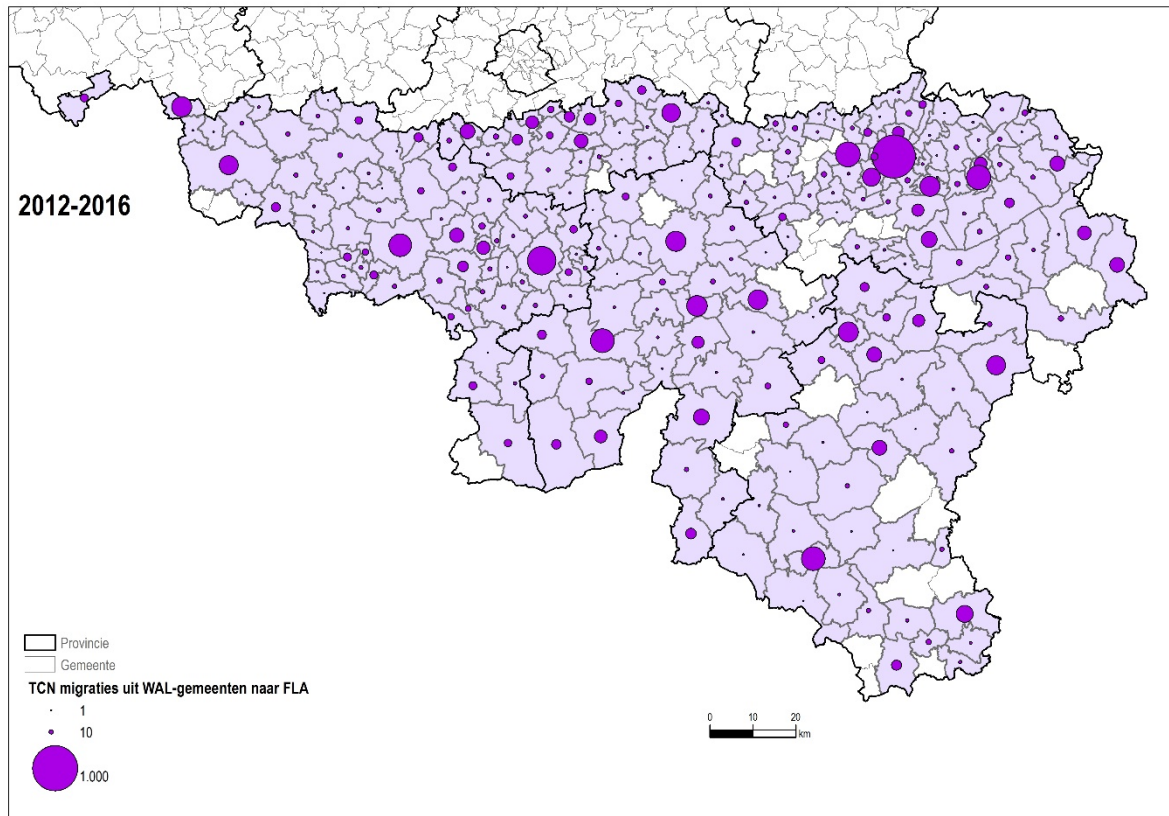 2012-2016
Provincie
Gemeente
TCN migraties uit WAL-gemeenten naar FLA
1
10
1.000
0 10 20
km